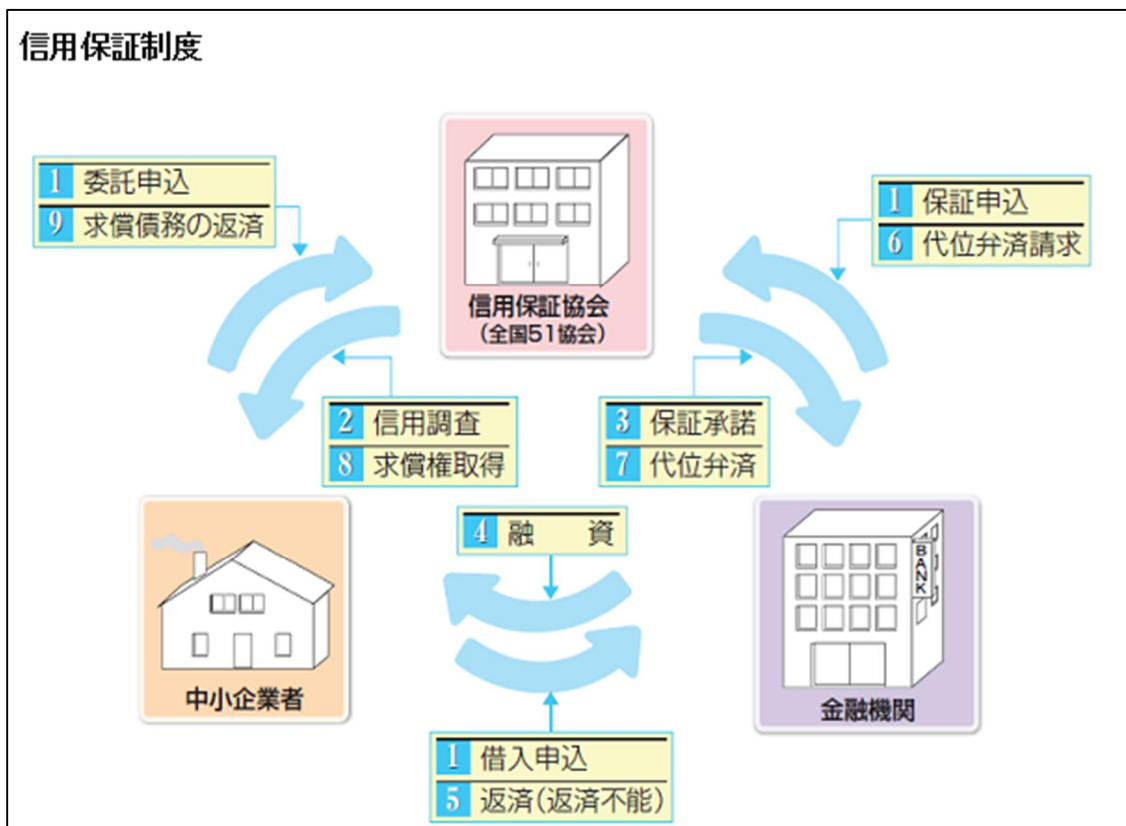 信用保証制度
1 委託申込
9 求償債務の返済
信用保証協会
(全国51協会)
1 保証申込
6 代位弁済請求
2 信用調査
8 求償権取得
3 保証承諾
7 代位弁済
4 融 資
中小企業者
BANK
金融機関
1 借入申込
5 返済(返済不能)